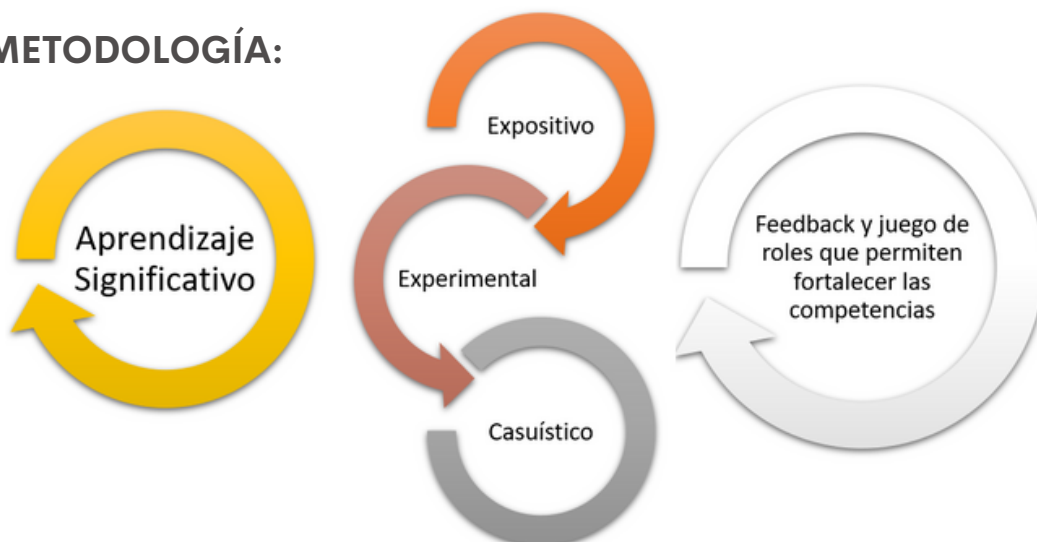 METODOLOGÍA:
Aprendizaje
Significativo
Expositivo
Experimental
Casuístico
Feedback y juego de
roles que permiten
fortalecer las
competencias